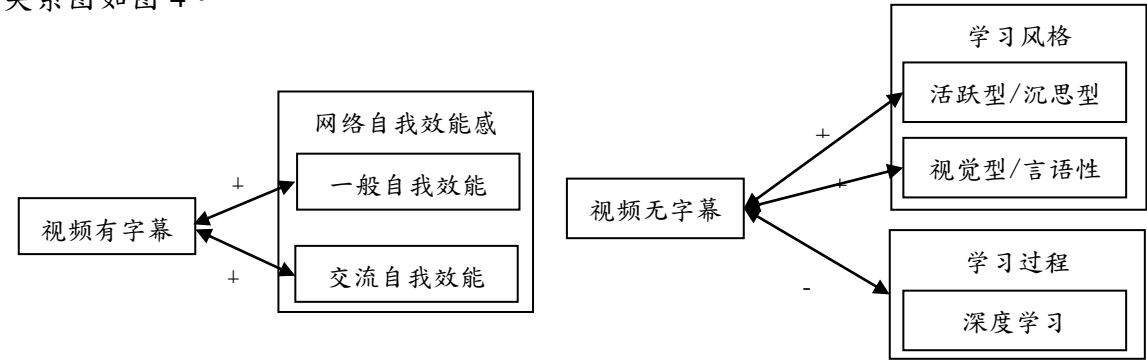 关系图如图 4。
网络自我效能感
一般自我效能
交流自我效能
视频有字幕
+
+
学习风格
活跃型/沉思型
视觉型/言语性
视频无字幕
+
+
-
学习过程
深度学习